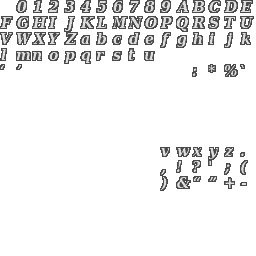 0 1 2 3 4 5 6 7 8 9 A B C D E
F G H I J K L M N O P Q R S T U
V W X Y Z a b c d e f g h i j k
l m n o p q r s t u
‘ ’ : * % `
v w x y z .
, ! ? ' ; (
) & “ ” + -